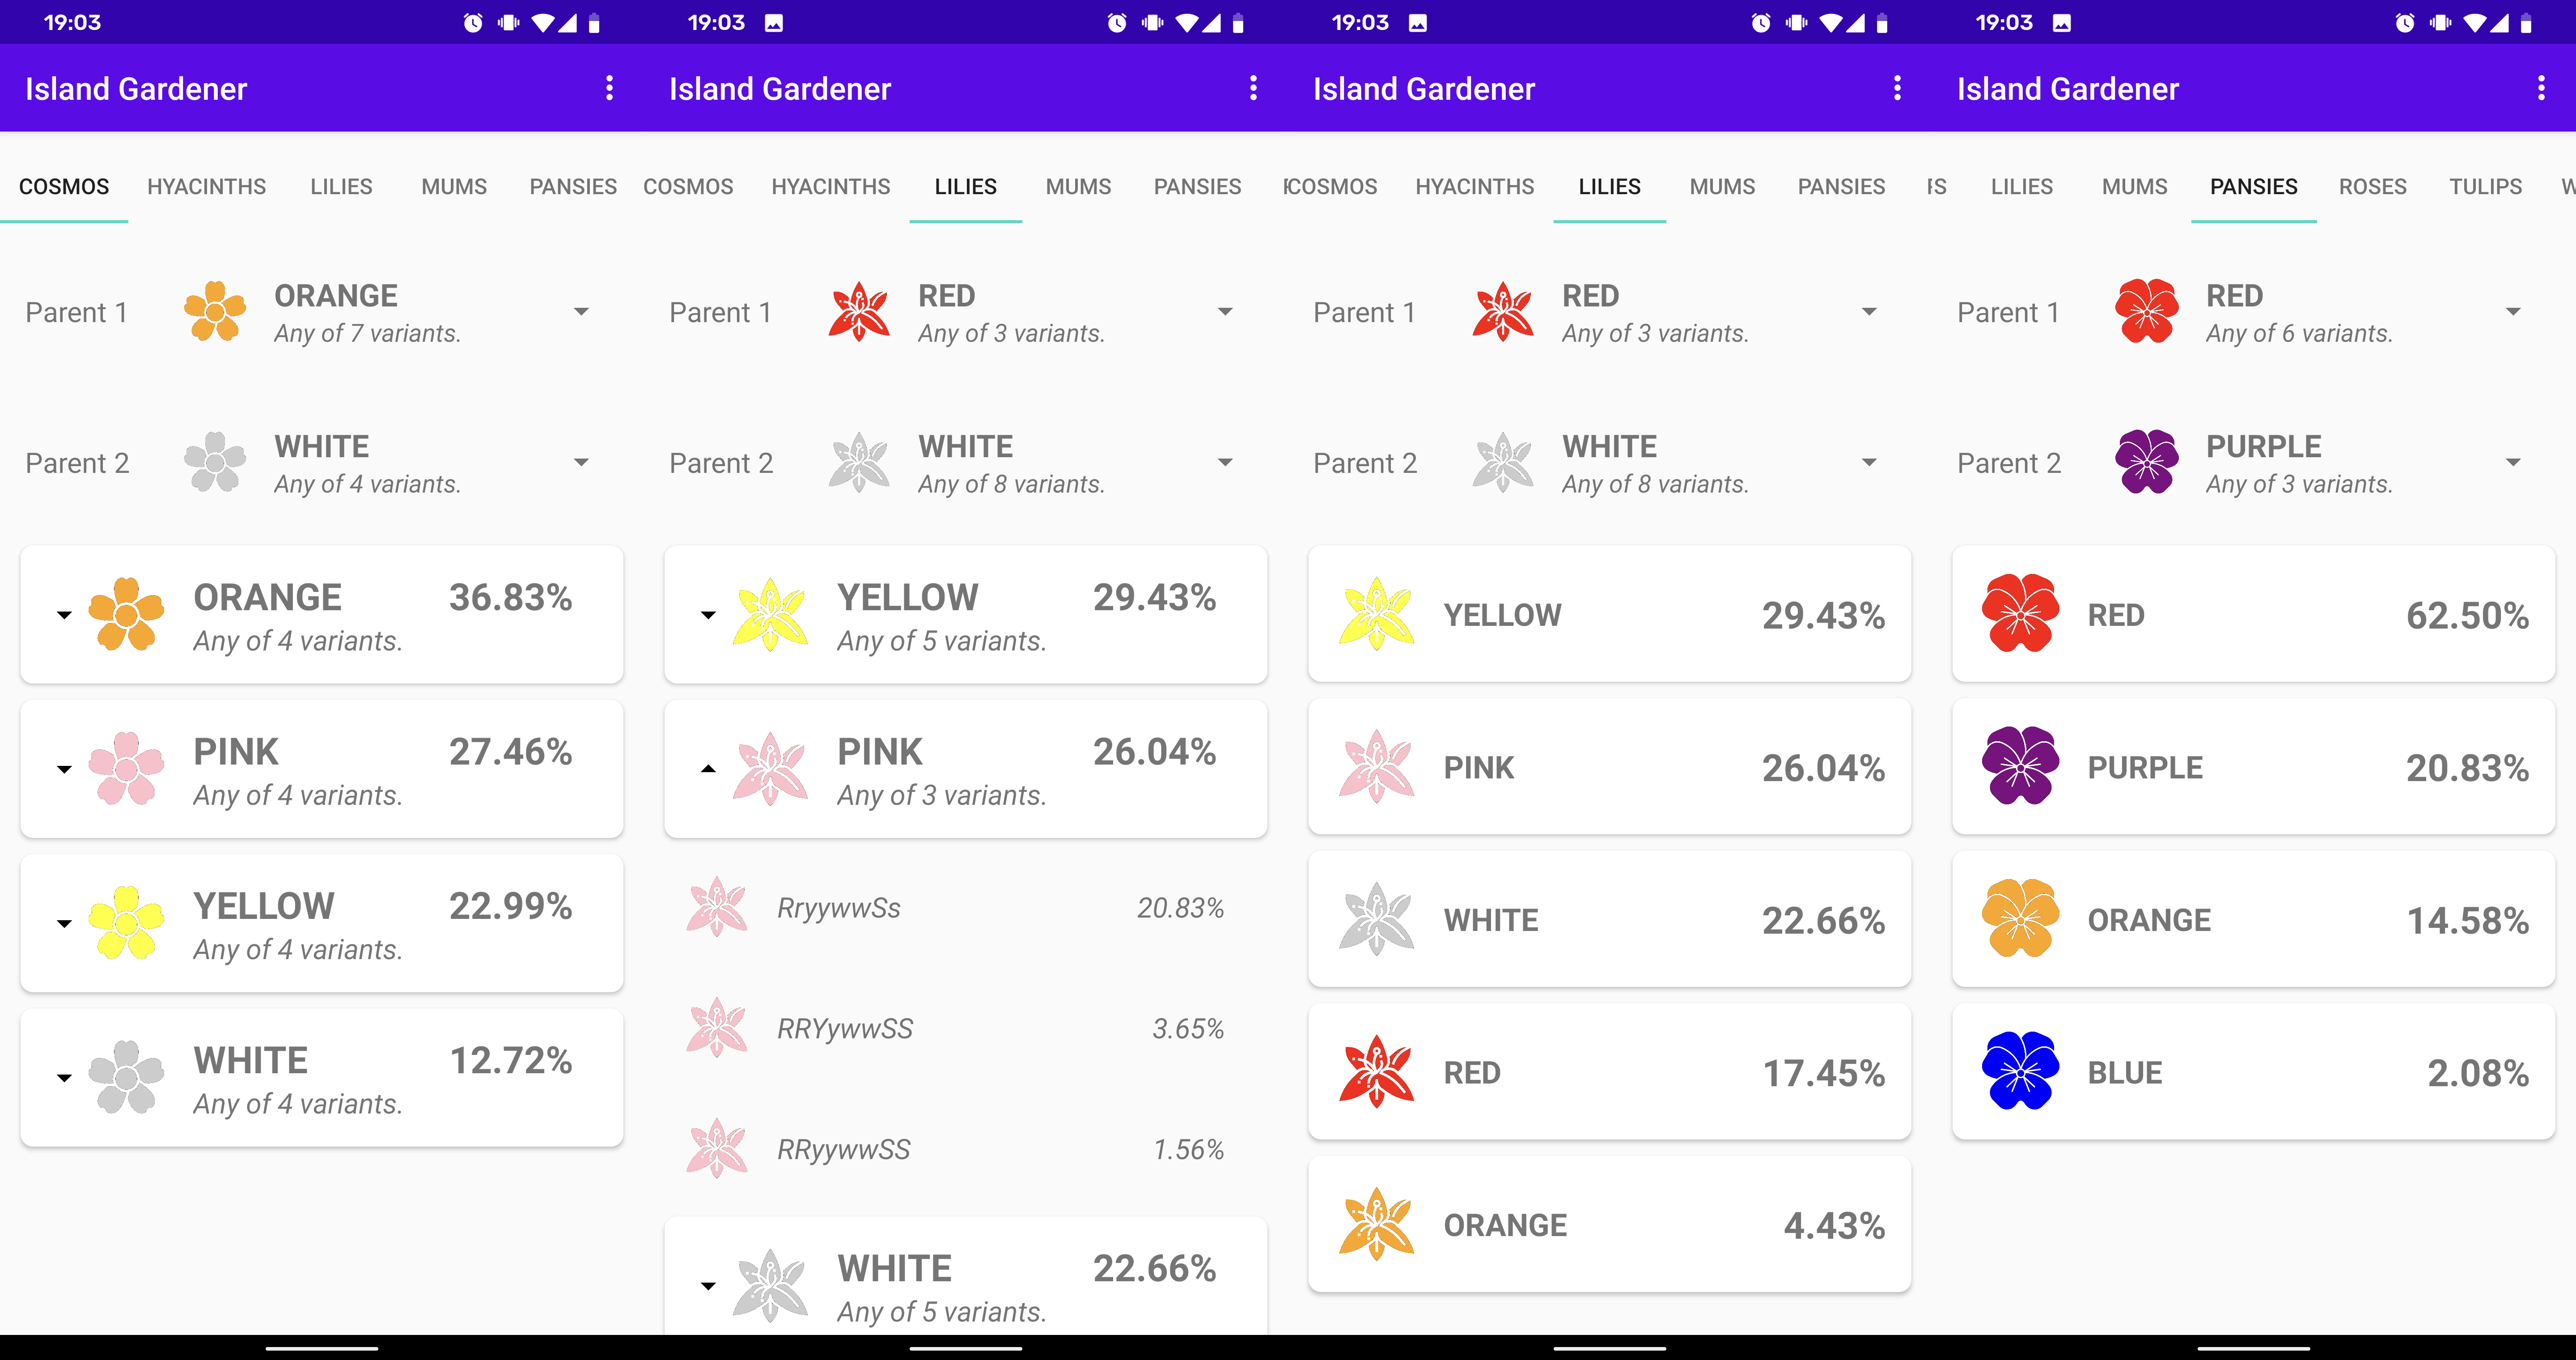 19:03
Island Gardener
COSMOS HYACINTHS LILIES MUMS PANSIES
Parent 1
ORANGE
Any of 7 variants.
Parent 2
WHITE
Any of 4 variants.
ORANGE 36.83%
Any of 4 variants.
PINK 27.46%
Any of 4 variants.
YELLOW 22.99%
Any of 4 variants.
WHITE 12.72%
Any of 4 variants.
19:03
Island Gardener
COSMOS HYACINTHS LILIES MUMS PANSIES
Parent 1
RED
Any of 3 variants.
Parent 2
WHITE
Any of 8 variants.
YELLOW 29.43%
Any of 5 variants.
PINK 26.04%
Any of 3 variants.
RryywwSs 20.83%
RRYywwSS 3.65%
RRyywwSS 1.56%
WHITE 22.66%
Any of 5 variants.
19:03
Island Gardener
COSMOS HYACINTHS LILIES MUMS PANSIES
Parent 1
RED
Any of 3 variants.
Parent 2
WHITE
Any of 8 variants.
YELLOW 29.43%
PINK 26.04%
WHITE 22.66%
RED 17.45%
ORANGE 4.43%
19:03
Island Gardener
LILIES MUMS PANSIES ROSES TULIPS
Parent 1
RED
Any of 6 variants.
Parent 2
PURPLE
Any of 3 variants.
RED 62.50%
PURPLE 20.83%
ORANGE 14.58%
BLUE 2.08%